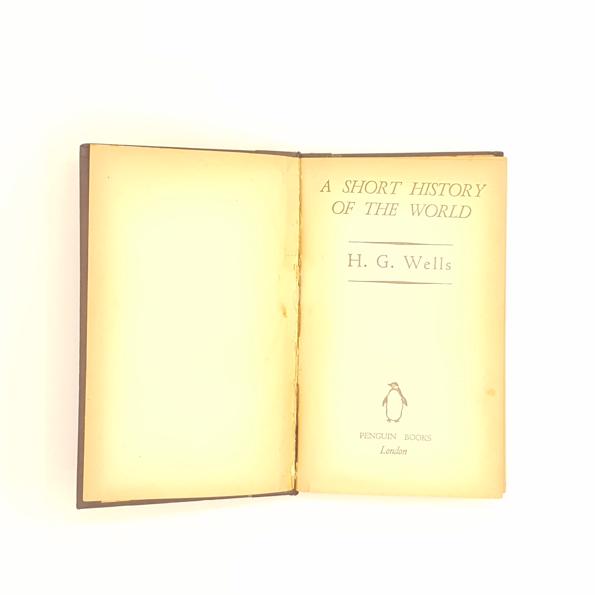 A SHORT HISTORY
OF THE WORLD
H. G. Wells
PENGUIN BOOKS
London